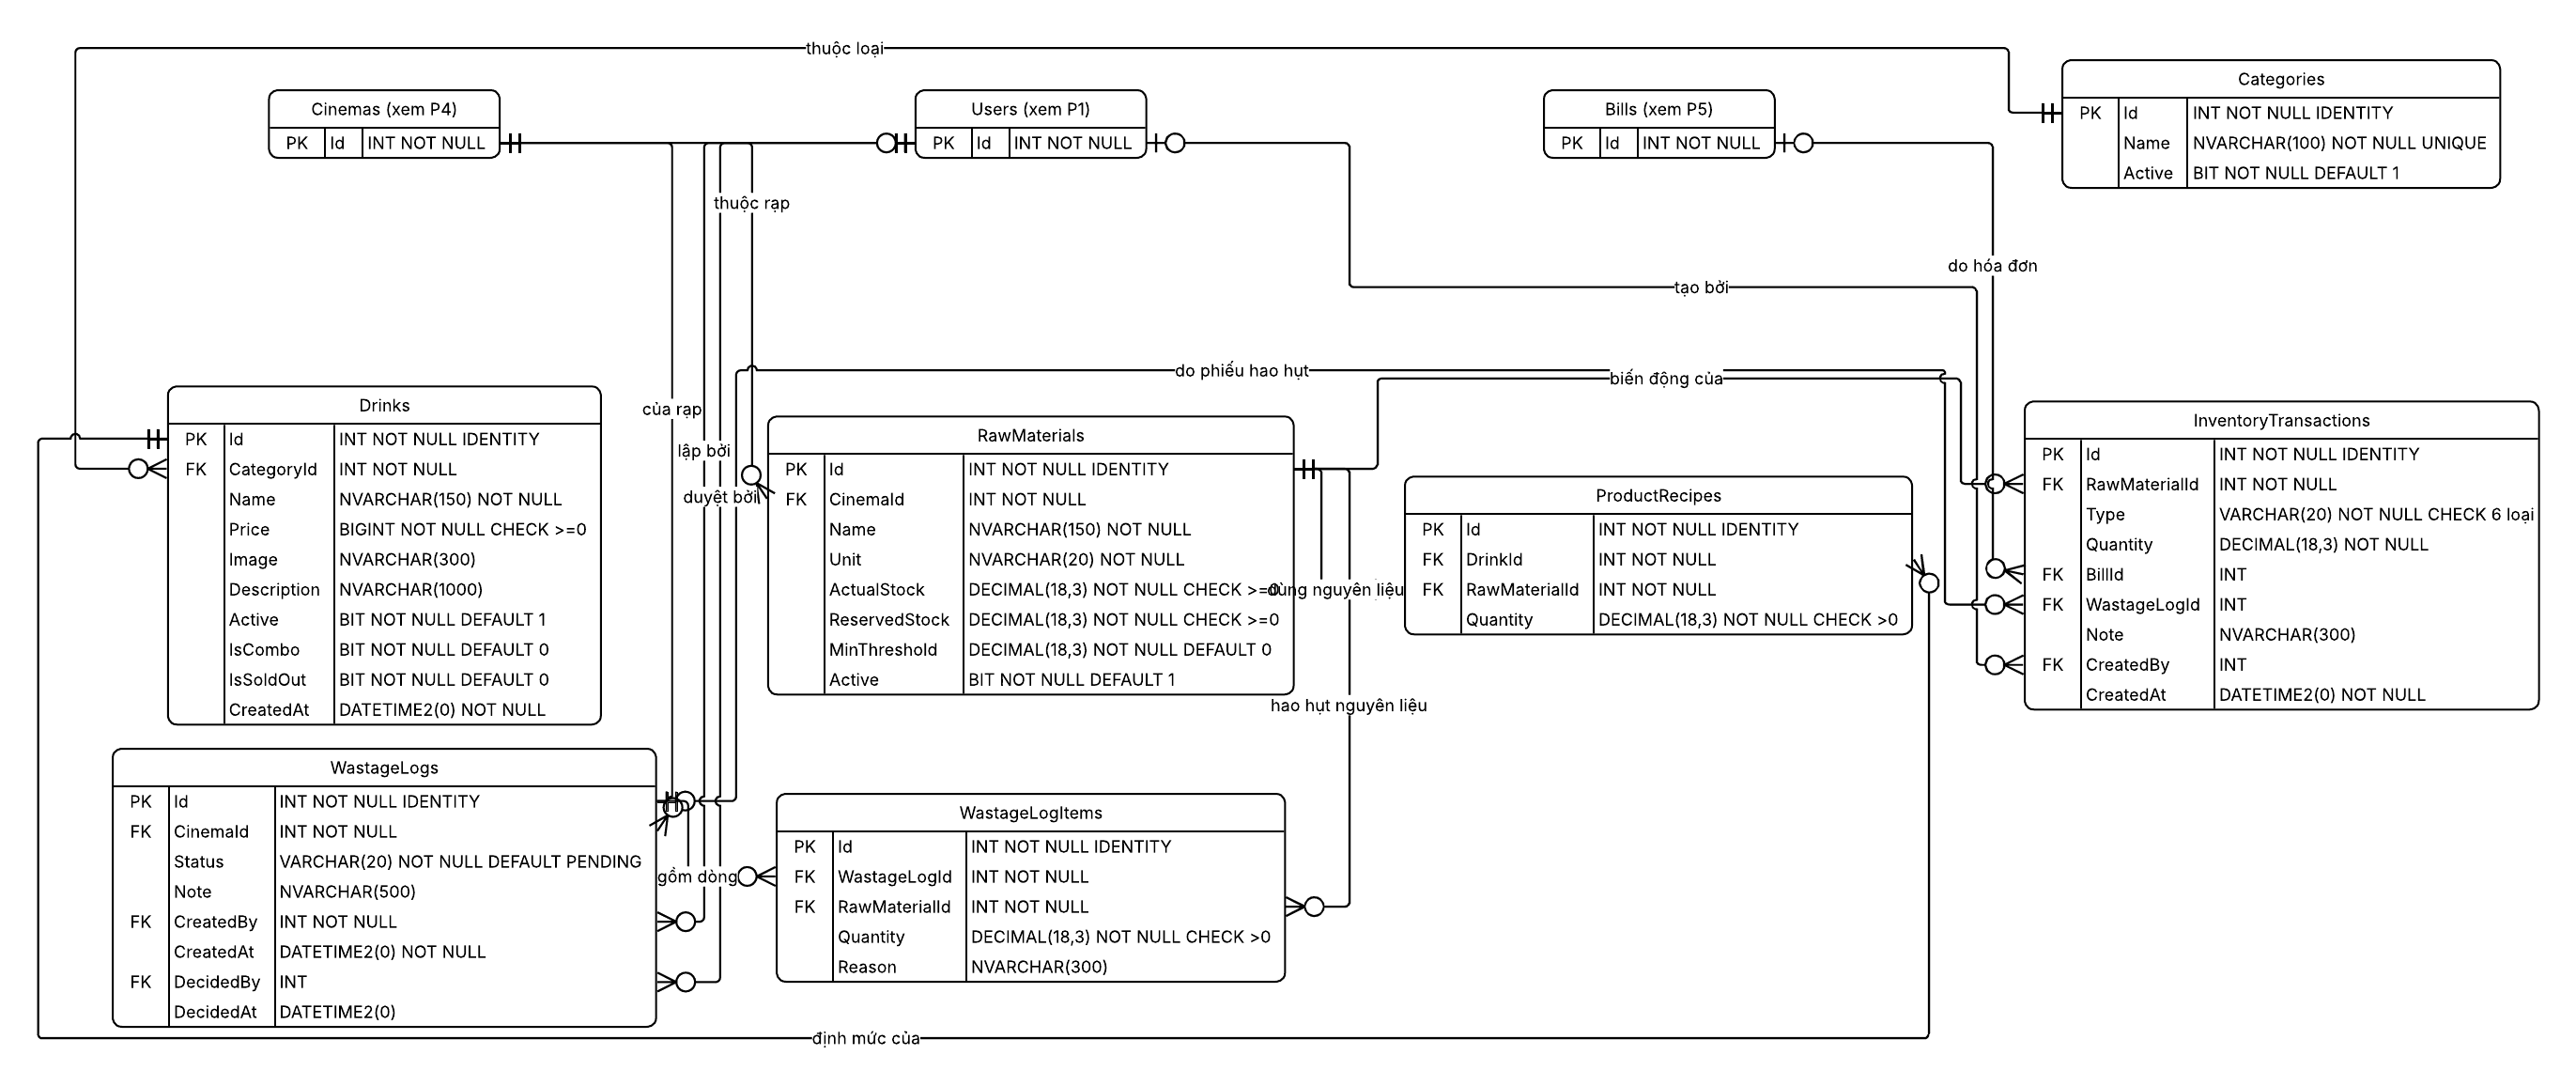 thuộc loại
Cinemas (xem P4)
PK Id INT NOT NULL
Users (xem P1)
PK Id INT NOT NULL
Bills (xem P5)
PK Id INT NOT NULL
Categories
PK Id INT NOT NULL IDENTITY
Name NVARCHAR(100) NOT NULL UNIQUE
Active BIT NOT NULL DEFAULT 1
thuộc rạp
do hóa đơn
tạo bởi
do phiếu hao hụt
biến động của
của rạp
lập bởi
duyệt bởi
Drinks
PK Id INT NOT NULL IDENTITY
FK CategoryId INT NOT NULL
Name NVARCHAR(150) NOT NULL
Price BIGINT NOT NULL CHECK >=0
Image NVARCHAR(300)
Description NVARCHAR(1000)
Active BIT NOT NULL DEFAULT 1
IsCombo BIT NOT NULL DEFAULT 0
IsSoldOut BIT NOT NULL DEFAULT 0
CreatedAt DATETIME2(0) NOT NULL
RawMaterials
PK Id INT NOT NULL IDENTITY
FK CinemaId INT NOT NULL
Name NVARCHAR(150) NOT NULL
Unit NVARCHAR(20) NOT NULL
ActualStock DECIMAL(18,3) NOT NULL CHECK >=0
ReservedStock DECIMAL(18,3) NOT NULL CHECK >=0
MinThreshold DECIMAL(18,3) NOT NULL DEFAULT 0
Active BIT NOT NULL DEFAULT 1
dùng nguyên liệu
hao hụt nguyên liệu
ProductRecipes
PK Id INT NOT NULL IDENTITY
FK DrinkId INT NOT NULL
FK RawMaterialId INT NOT NULL
Quantity DECIMAL(18,3) NOT NULL CHECK >0
InventoryTransactions
PK Id INT NOT NULL IDENTITY
FK RawMaterialId INT NOT NULL
Type VARCHAR(20) NOT NULL CHECK 6 loại
Quantity DECIMAL(18,3) NOT NULL
FK BillId INT
FK WastageLogId INT
Note NVARCHAR(300)
FK CreatedBy INT
CreatedAt DATETIME2(0) NOT NULL
WastageLogs
PK Id INT NOT NULL IDENTITY
FK CinemaId INT NOT NULL
Status VARCHAR(20) NOT NULL DEFAULT PENDING
Note NVARCHAR(500)
FK CreatedBy INT NOT NULL
CreatedAt DATETIME2(0) NOT NULL
FK DecidedBy INT
DecidedAt DATETIME2(0)
gồm dòng
WastageLogItems
PK Id INT NOT NULL IDENTITY
FK WastageLogId INT NOT NULL
FK RawMaterialId INT NOT NULL
Quantity DECIMAL(18,3) NOT NULL CHECK >0
Reason NVARCHAR(300)
định mức của